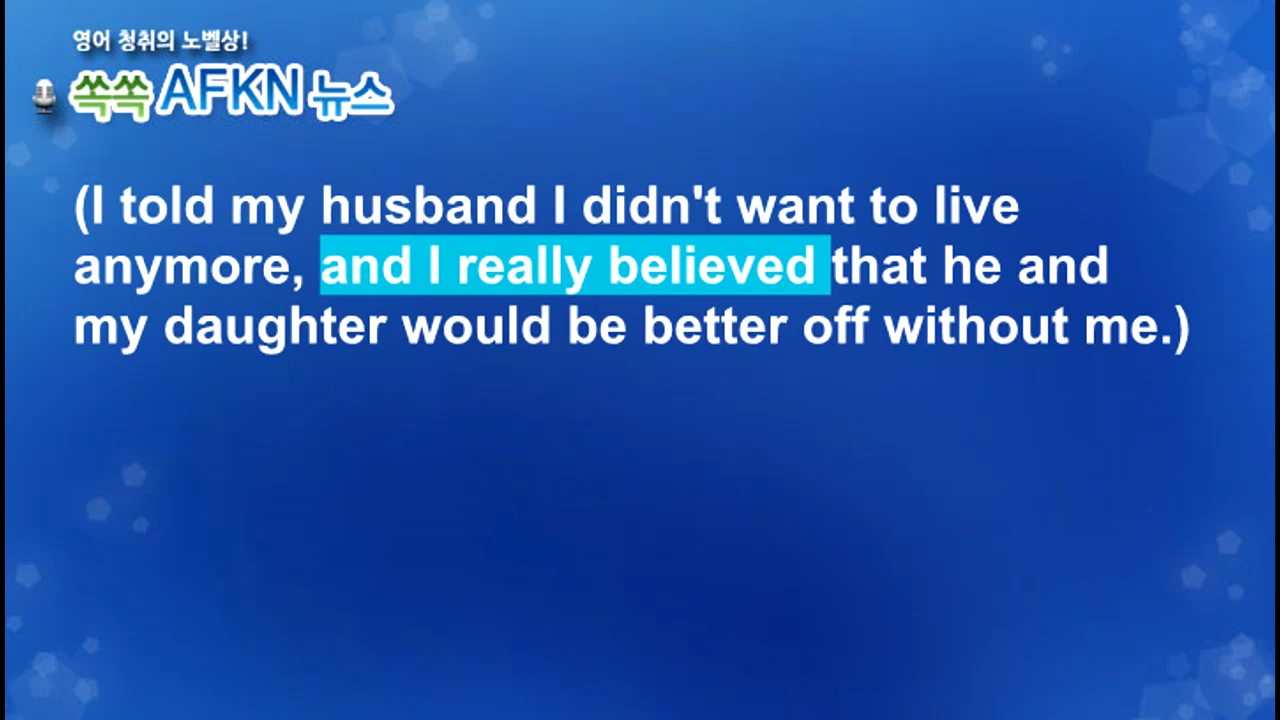 영어 청취의 노벨상!
쏙쏙 AFKN 뉴스
(I told my husband I didn't want to live
anymore, and I really believed that he and
my daughter would be better off without me.)